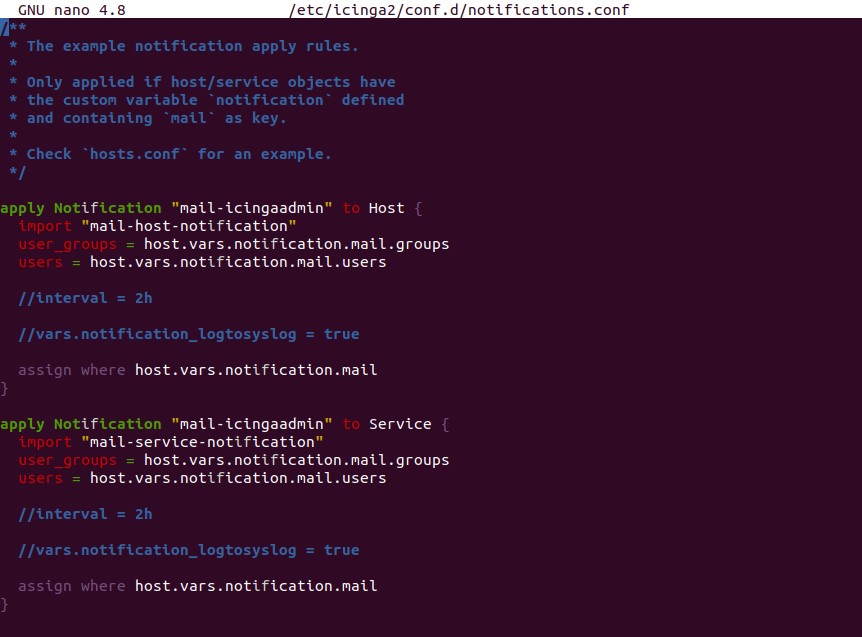 GNU nano 4.8 /etc/icinga2/conf.d/notifications.conf
/**
 * The example notification apply rules.
 *
 * Only applied if host/service objects have
 * the custom variable `notification` defined
 * and containing `mail` as key.
 *
 * Check `hosts.conf` for an example.
 */
apply Notification "mail-icingaadmin" to Host {
  import "mail-host-notification"
  user_groups = host.vars.notification.mail.groups
  users = host.vars.notification.mail.users
  //interval = 2h
  //vars.notification_logtosyslog = true
  assign where host.vars.notification.mail
}
apply Notification "mail-icingaadmin" to Service {
  import "mail-service-notification"
  user_groups = host.vars.notification.mail.groups
  users = host.vars.notification.mail.users
  //interval = 2h
  //vars.notification_logtosyslog = true
  assign where host.vars.notification.mail
}